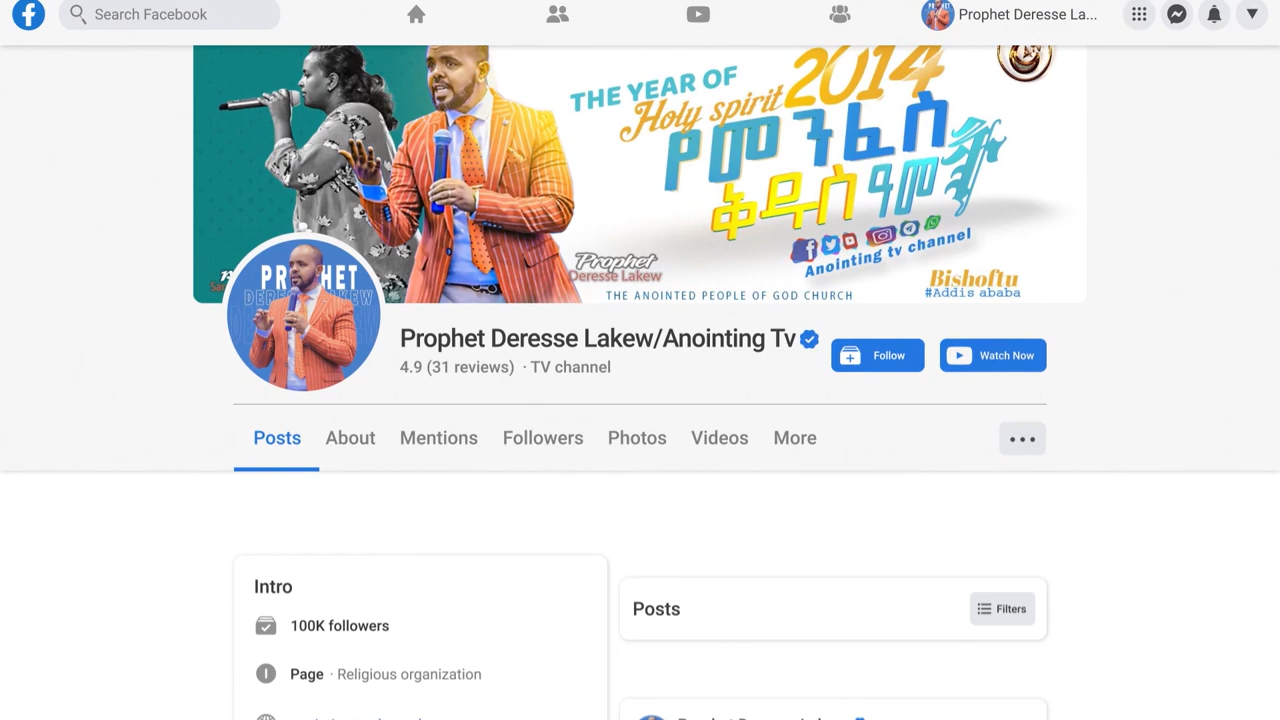 Search Facebook
Prophet Deresse La...
THE YEAR OF
Holy spirit
2014
የመንፈስ
ቅዱስ ዓመት
Anointing tv channel
Prophet
Deresse Lakew
THE ANOINTED PEOPLE OF GOD CHURCH
Bishoftu
#Addis ababa
PROPHET
DERESSE LAKEW
Prophet Deresse Lakew/Anointing Tv
4.9 (31 reviews) · TV channel
Follow
Watch Now
Posts
About
Mentions
Followers
Photos
Videos
More
Intro
100K followers
Page · Religious organization
Posts
Filters